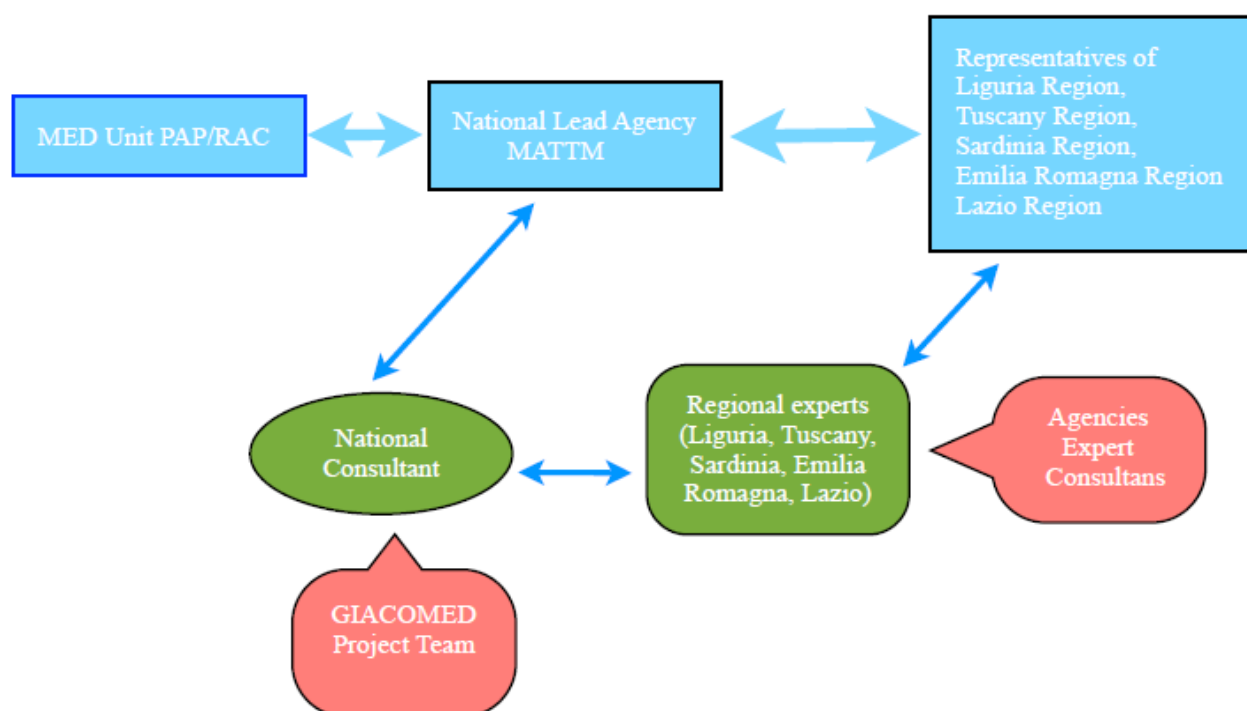 MED Unit PAP/RAC
National Lead Agency
MATTM
Representatives of
Liguria Region,
Tuscany Region,
Sardinia Region,
Emilia Romagna Region
Lazio Region
National
Consultant
Regional experts
(Liguria, Tuscany,
Sardinia, Emilia
Romagna, Lazio)
Agencies
Expert
Consultans
GIACOMED
Project Team